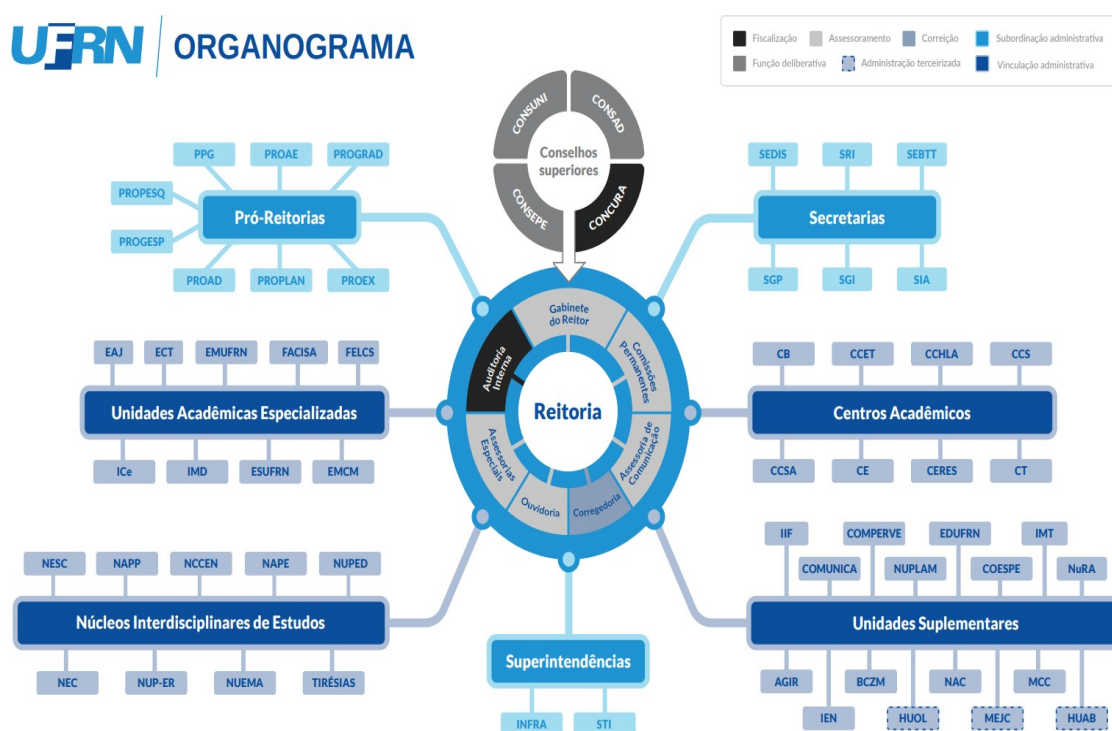 UFRN
ORGANOGRAMA
Fiscalização
Assessoramento
Correição
Subordinação administrativa
Função deliberativa
Administração terceirizada
Vinculação administrativa
CONSUNI
CONSAD
Conselhos
superiores
CONSEPE
CONCURA
PPG
PROAE
PROGRAD
PROPESQ
Pró-Reitorias
PROGESP
PROAD
PROPLAN
PROEX
SEDIS
SRI
SEBTT
Secretarias
SGP
SGI
SIA
Gabinete
do Reitor
Auditoria
Interna
Comissões
Permanentes
Reitoria
Assessorias
Especiais
Assessoria de
Comunicação
Ouvidoria
Corregedoria
EAJ
ECT
EMUFRN
FACISA
FELCS
Unidades Acadêmicas Especializadas
ICe
IMD
ESUFRN
EMCM
CB
CCET
CCHLA
CCS
Centros Acadêmicos
CCSA
CE
CERES
CT
NESC
NAPP
NCCEN
NAPE
NUPED
Núcleos Interdisciplinares de Estudos
NEC
NUP-ER
NUEMA
TIRÉSIAS
Superintendências
INFRA
STI
IIF
COMPERVE
EDUFRN
IMT
COMUNICA
NUPLAM
COESPE
NuRA
Unidades Suplementares
AGIR
BCZM
NAC
MCC
IEN
HUOL
MEJC
HUAB